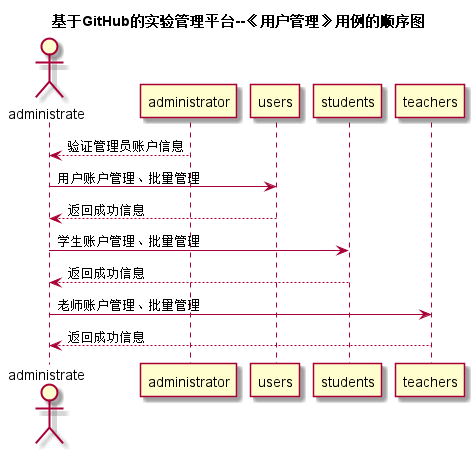 基于GitHub的实验管理平台--《用户管理》用例的顺序图
administrate
administrator
users
students
teachers
验证管理员账户信息
用户账户管理、批量管理
返回成功信息
学生账户管理、批量管理
返回成功信息
老师账户管理、批量管理
返回成功信息
administrate
administrator
users
students
teachers